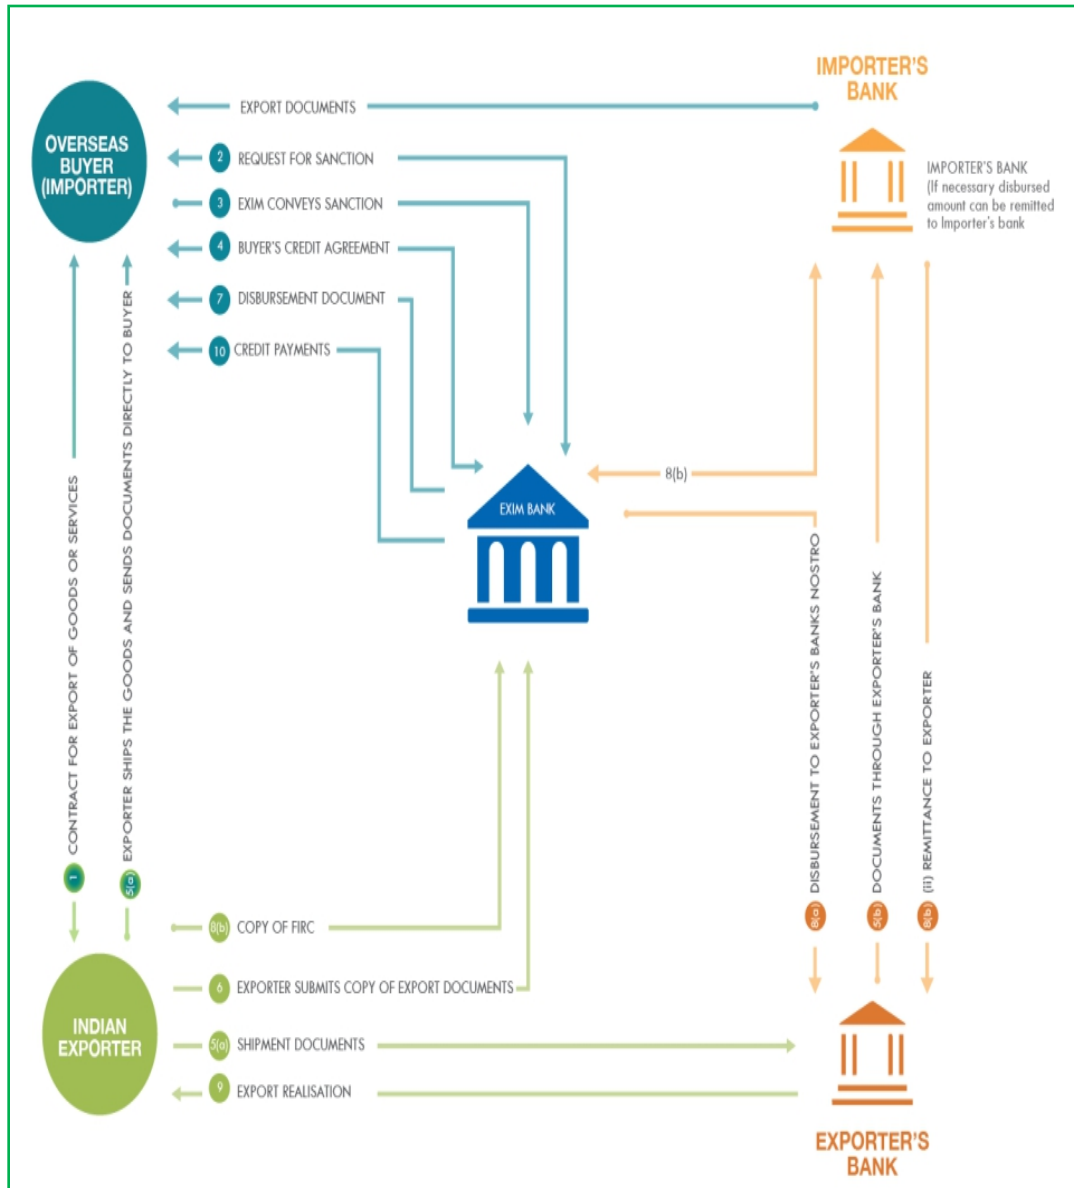 IMPORTER'S
BANK
EXPORT DOCUMENTS
OVERSEAS
BUYER
(IMPORTER)
2 REQUEST FOR SANCTION
IMPORTER'S BANK
(If necessary disbursed
amount can be remitted
to Importer's bank
3 EXIM CONVEYS SANCTION
4 BUYER'S CREDIT AGREEMENT
7 DISBURSEMENT DOCUMENT
10 CREDIT PAYMENTS
8(b)
EXIM BANK
1 CONTRACT FOR EXPORT OF GOODS OR SERVICES
5(a) EXPORTER SHIPS THE GOODS AND SENDS DOCUMENTS DIRECTLY TO BUYER
8(a) DISBURSEMENT TO EXPORTER'S BANKS NOSTRO
5(b) DOCUMENTS THROUGH EXPORTER'S BANK
8(b) (ii) REMITTANCE TO EXPORTER
8(b) COPY OF FIRC
6 EXPORTER SUBMITS COPY OF EXPORT DOCUMENTS
INDIAN
EXPORTER
5(a) SHIPMENT DOCUMENTS
9 EXPORT REALISATION
EXPORTER'S
BANK